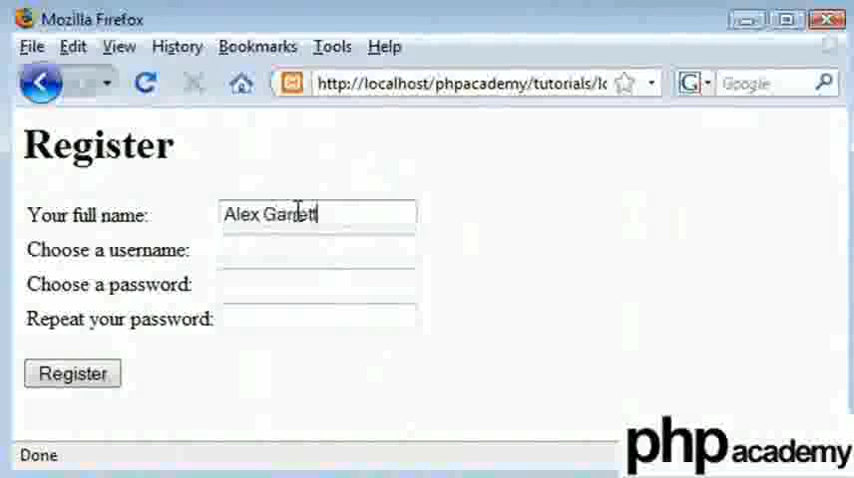 Mozilla Firefox
File Edit View History Bookmarks Tools Help
http://localhost/phpacademy/tutorials/lo
G Google
Register
Your full name: Alex Garrett
Choose a username:
Choose a password:
Repeat your password:
Register
Done
php academy